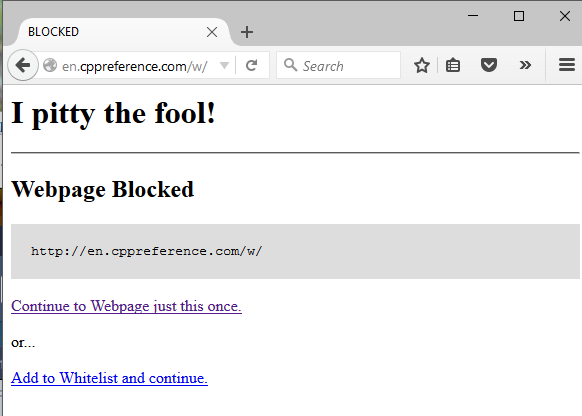 BLOCKED
en.cppreference.com/w/
Search
I pitty the fool!
Webpage Blocked
http://en.cppreference.com/w/
Continue to Webpage just this once.
or...
Add to Whitelist and continue.